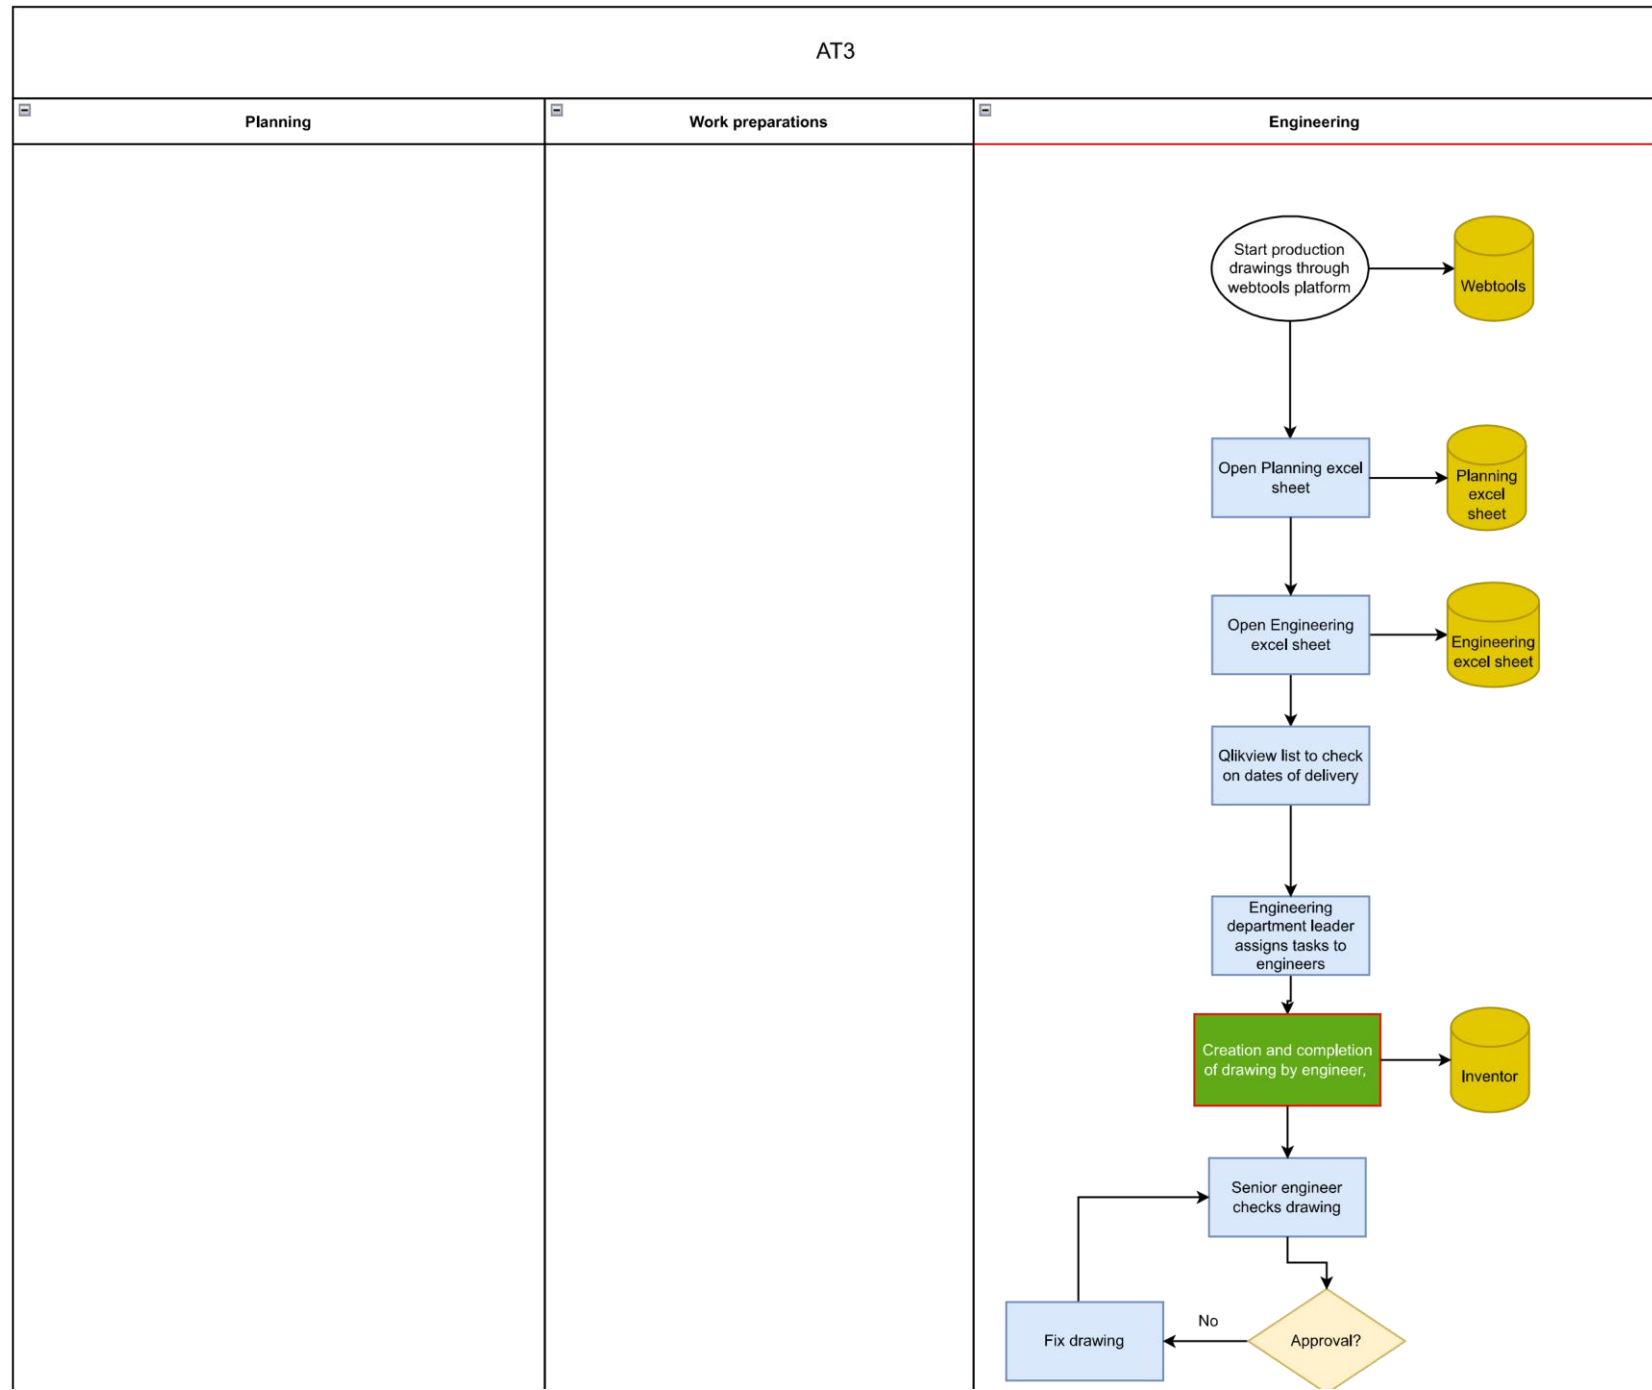 AT3
Planning
Work preparations
Engineering
Start production
drawings through
webtools platform
Webtools
Open Planning excel
sheet
Planning
excel
sheet
Open Engineering
excel sheet
Engineering
excel sheet
Qlikview list to check
on dates of delivery
Engineering
department leader
assigns tasks to
engineers
Creation and completion
of drawing by engineer,
Inventor
Senior engineer
checks drawing
Fix drawing
No
Approval?